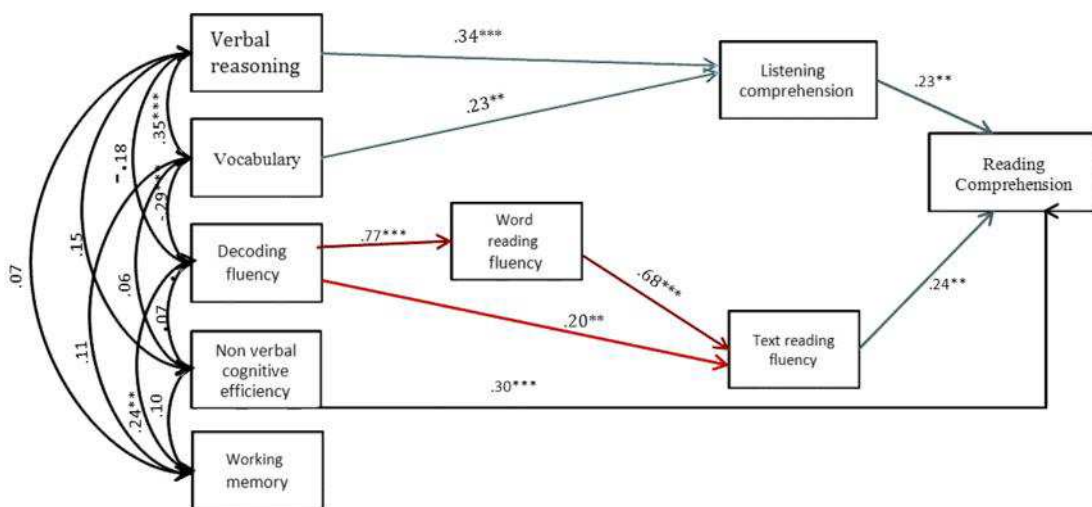 Verbal
reasoning
Vocabulary
Decoding
fluency
Non verbal
cognitive
efficiency
Working
memory
Word
reading
fluency
Text reading
fluency
Listening
comprehension
Reading
Comprehension
.34***
.23**
.23**
.77***
.68***
.20**
.24**
.30***
.35***
-.18
-.29**
.15
.06
.07
.07
.11
.24**
.10